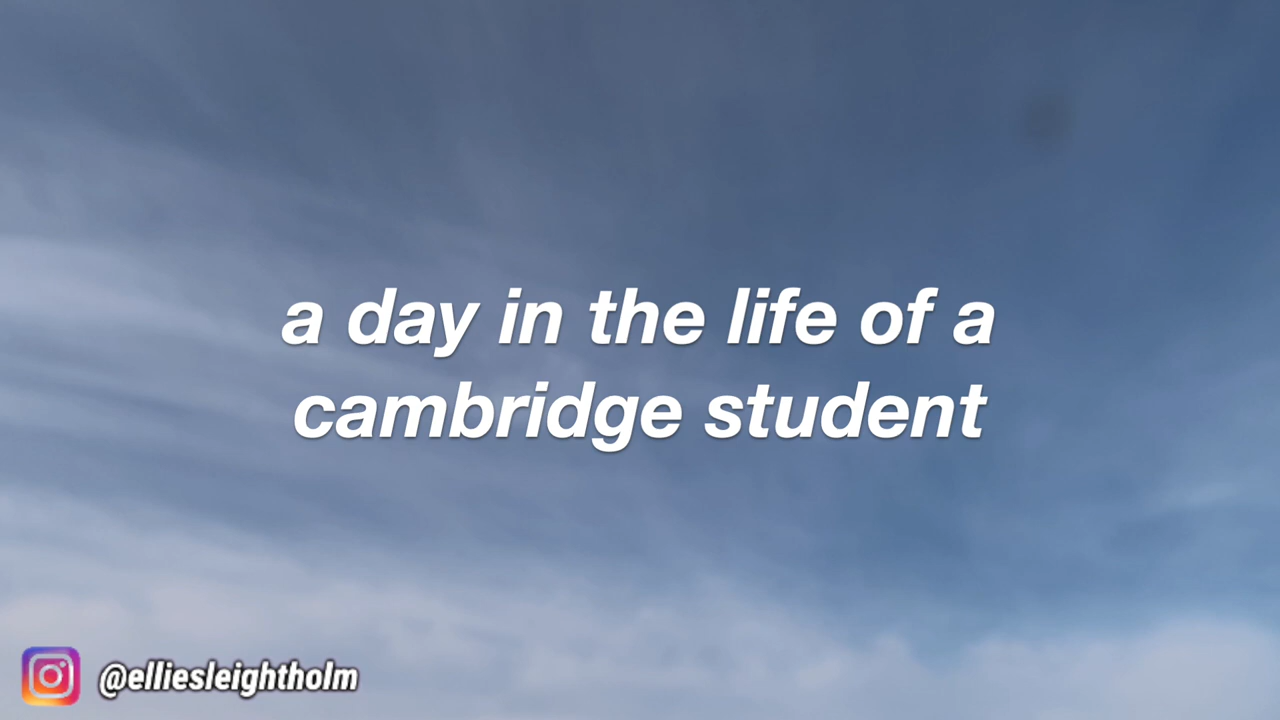 a day in the life of a
cambridge student
@elliesleightholm